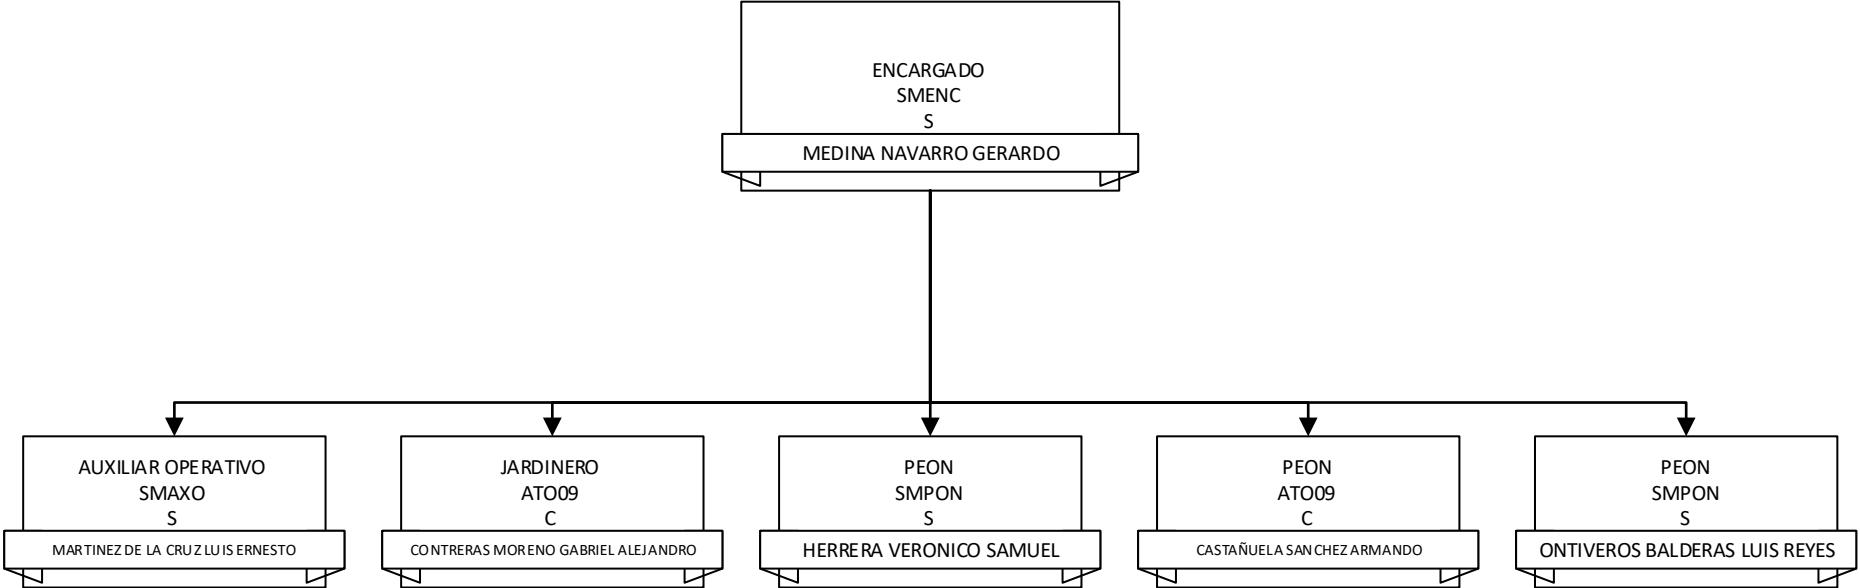 ENCARGADO
SMENC
S
MEDINA NAVARRO GERARDO
AUXILIAR OPERATIVO
SMAXO
S
MARTINEZ DE LA CRUZ LUIS ERNESTO
JARDINERO
ATO09
C
CONTRERAS MORENO GABRIEL ALEJANDRO
PEON
SMPON
S
HERRERA VERONICO SAMUEL
PEON
ATO09
C
CASTAÑUELA SANCHEZ ARMANDO
PEON
SMPON
S
ONTIVEROS BALDERAS LUIS REYES